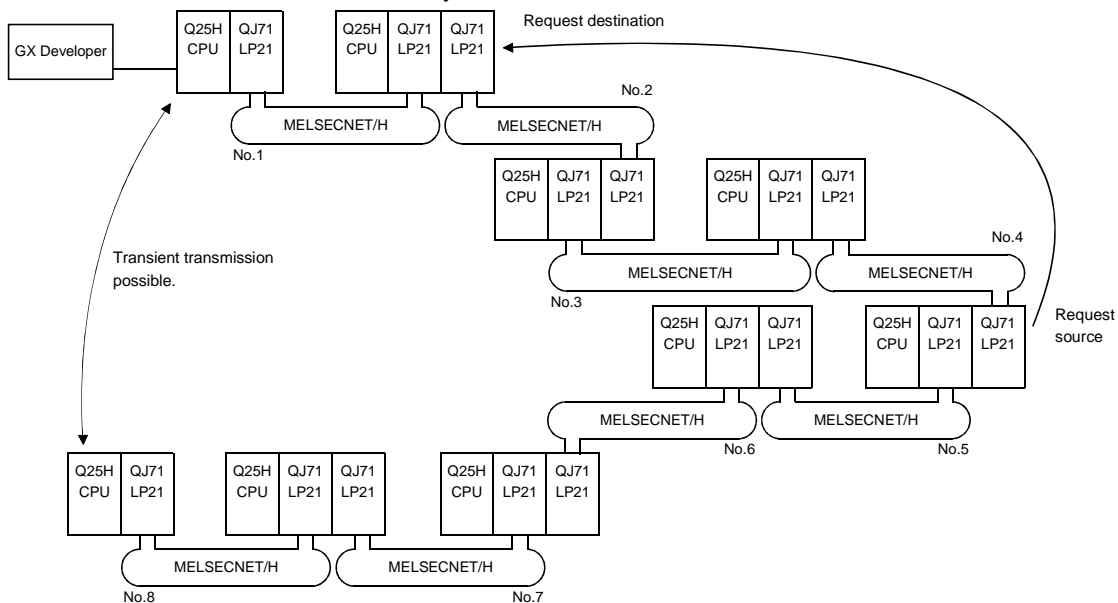 GX Developer
Q25H
CPU
QJ71
LP21
Q25H
CPU
QJ71
LP21
QJ71
LP21
Request destination
No.2
MELSECNET/H
MELSECNET/H
No.1
Q25H
CPU
QJ71
LP21
QJ71
LP21
Q25H
CPU
QJ71
LP21
QJ71
LP21
No.4
Transient transmission
possible.
MELSECNET/H
MELSECNET/H
No.3
Q25H
CPU
QJ71
LP21
QJ71
LP21
Q25H
CPU
QJ71
LP21
QJ71
LP21
Request
source
MELSECNET/H
MELSECNET/H
No.6
No.5
Q25H
CPU
QJ71
LP21
Q25H
CPU
QJ71
LP21
QJ71
LP21
Q25H
CPU
QJ71
LP21
QJ71
LP21
MELSECNET/H
MELSECNET/H
No.8
No.7